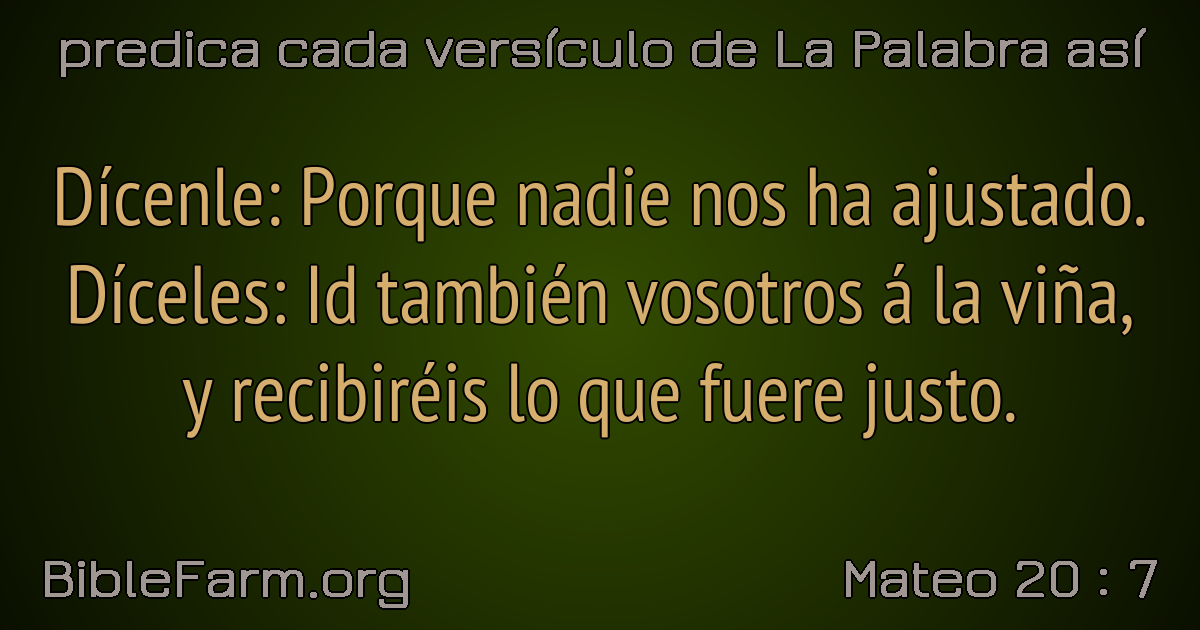 predica cada versículo de La Palabra así
Dícenle: Porque nadie nos ha ajustado.
Díceles: Id también vosotros á la viña,
y recibiréis lo que fuere justo.
BibleFarm.org
Mateo 20 : 7